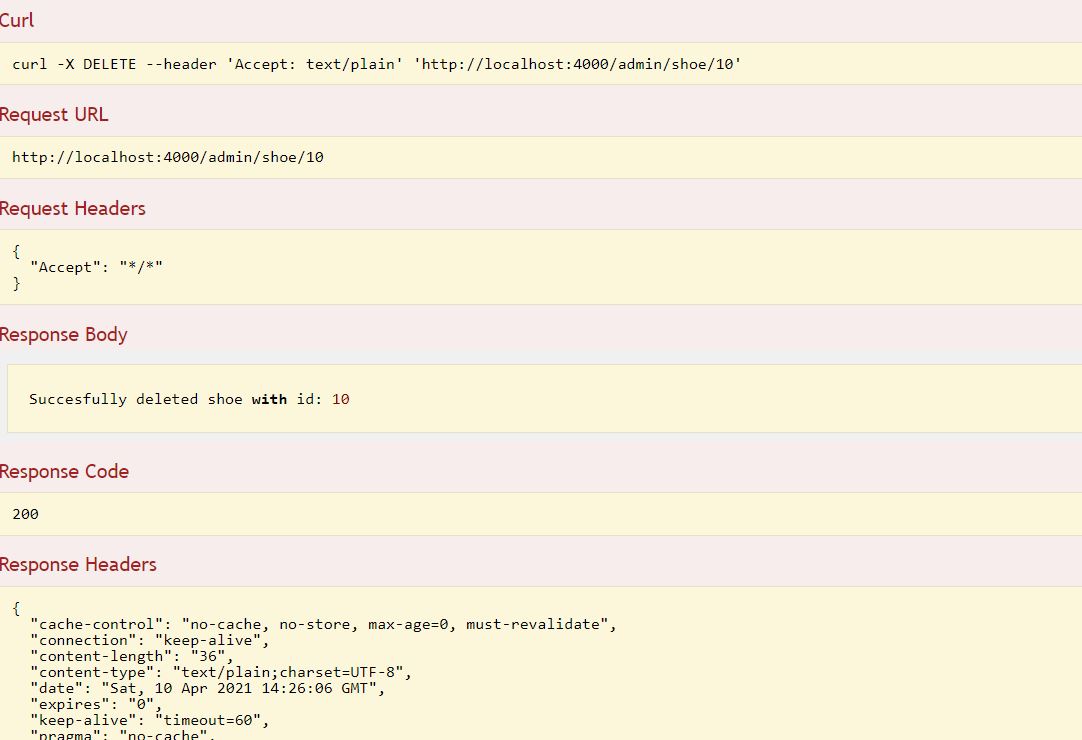 Curl
curl -X DELETE --header 'Accept: text/plain' 'http://localhost:4000/admin/shoe/10'
Request URL
http://localhost:4000/admin/shoe/10
Request Headers
{
  "Accept": "*/*"
}
Response Body
Succesfully deleted shoe with id: 10
Response Code
200
Response Headers
{
  "cache-control": "no-cache, no-store, max-age=0, must-revalidate",
  "connection": "keep-alive",
  "content-length": "36",
  "content-type": "text/plain;charset=UTF-8",
  "date": "Sat, 10 Apr 2021 14:26:06 GMT",
  "expires": "0",
  "keep-alive": "timeout=60",
  "pragma": "no-cache",